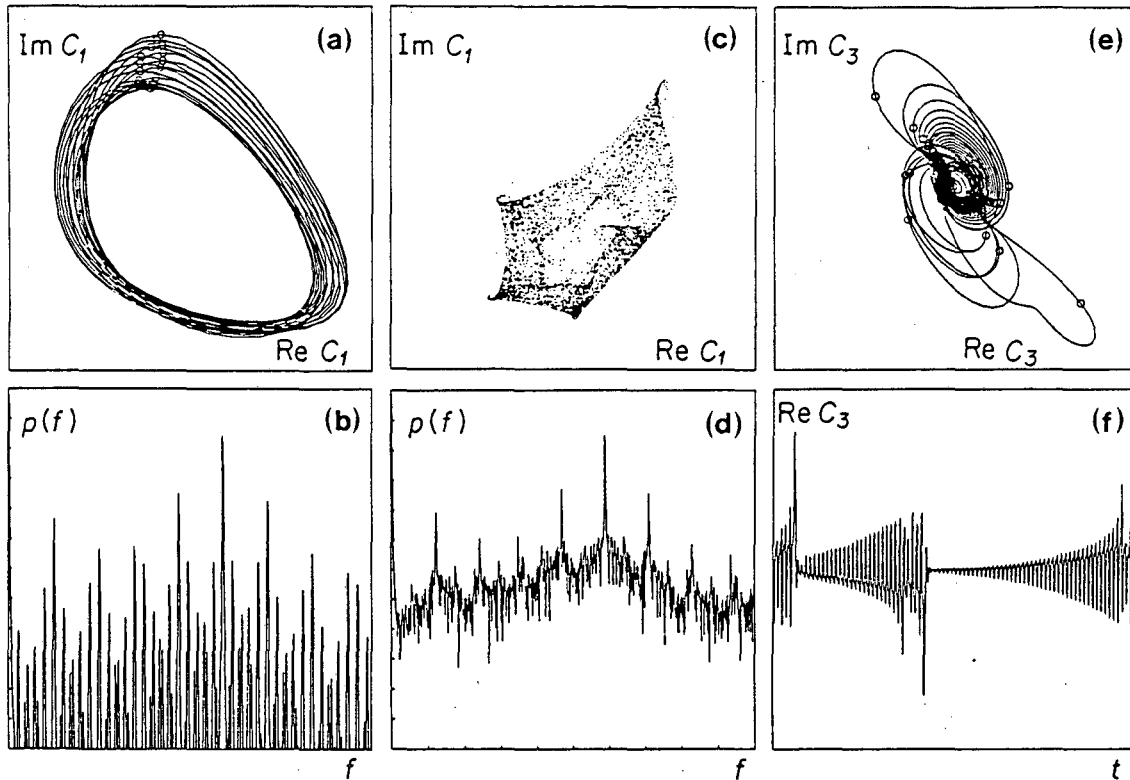 Im C1
(a)
Re C1
Im C1
(c)
Re C1
Im C3
(e)
Re C3
p(f)
(b)
f
p(f)
(d)
f
Re C3
(f)
t